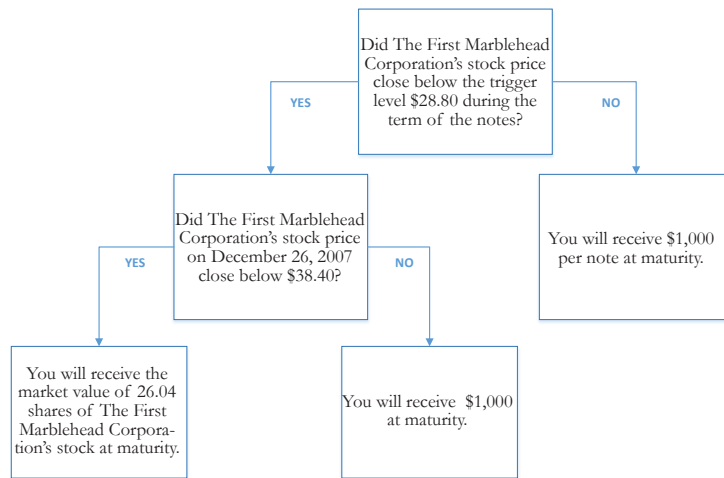 Did The First Marblehead
Corporation's stock price
close below the trigger
level $28.80 during the
term of the notes?
YES
NO
Did The First Marblehead
Corporation's stock price
on December 26, 2007
close below $38.40?
You will receive $1,000
per note at maturity.
YES
NO
You will receive the
market value of 26.04
shares of The First
Marblehead Corpora-
tion's stock at maturity.
You will receive $1,000
at maturity.